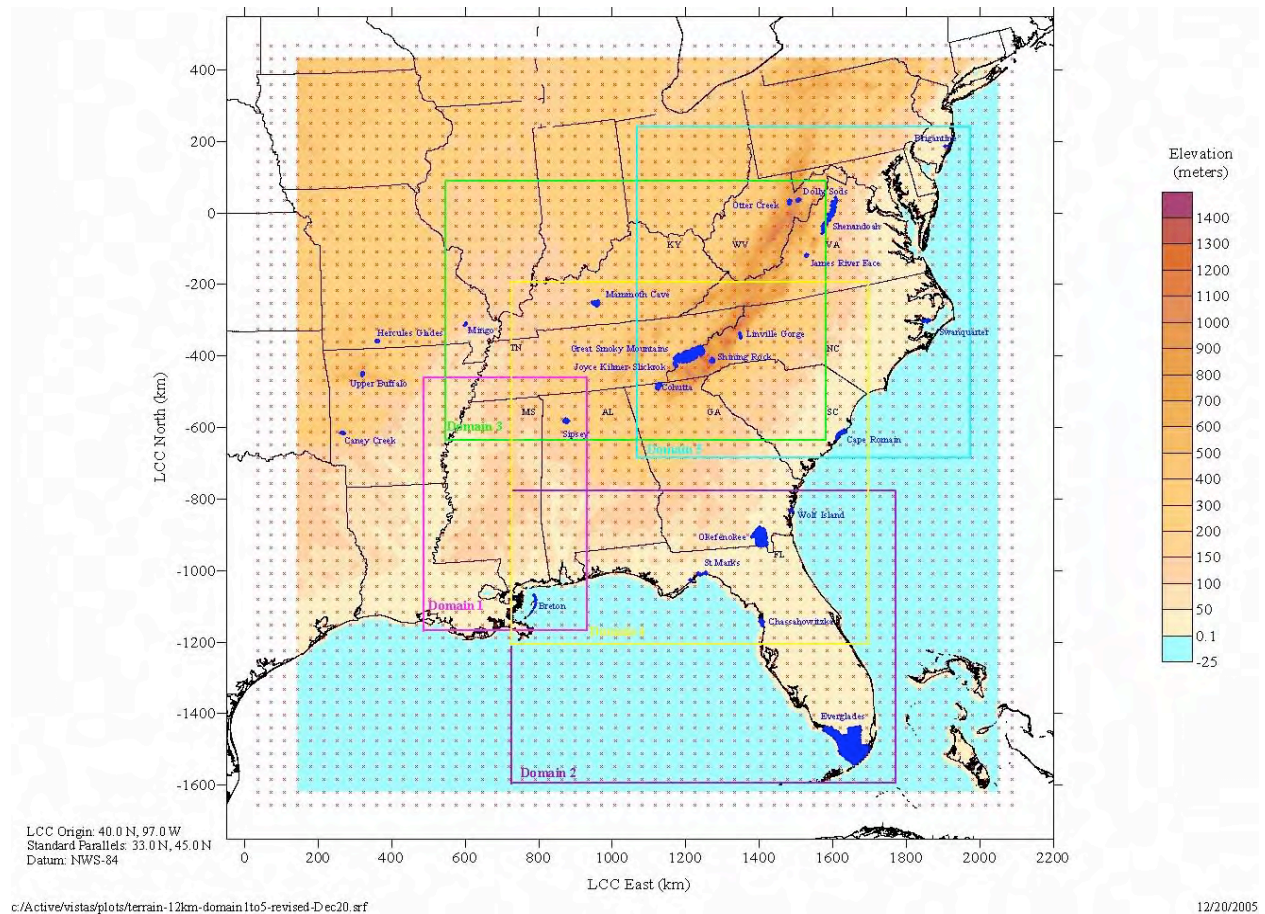 400
200
0
-200
-400
-600
-800
-1000
-1200
-1400
-1600
LCC North (km)
0
200
400
600
800
1000
1200
1400
1600
1800
2000
2200
LCC East (km)
Elevation
(meters)
1400
1300
1200
1100
1000
900
800
700
600
500
400
300
200
150
100
50
0.1
-25
Brigantine
Dolly Sods
Otter Creek
Shenandoah
KY
WV
VA
James River Face
Mammoth Cave
Hercules Glades
Mingo
Swanquarter
Linville Gorge
TN
Great Smoky Mountains
NC
Shining Rock
Joyce Kilmer-Slickrok
Upper Buffalo
Cohutta
MS
AL
GA
SC
Domain 3
Sipsey
Caney Creek
Cape Romain
Domain 5
Wolf Island
Okefenokee
FL
St Marks
Domain 1
Breton
Chassahowitzka
Domain 4
Everglades
Domain 2
LCC Origin: 40.0 N, 97.0 W
Standard Parallels: 33.0 N, 45.0 N
Datum: NWS-84
c:/Active/vistas/plots/terrain-12km-domain1to5-revised-Dec20.srf
12/20/2005